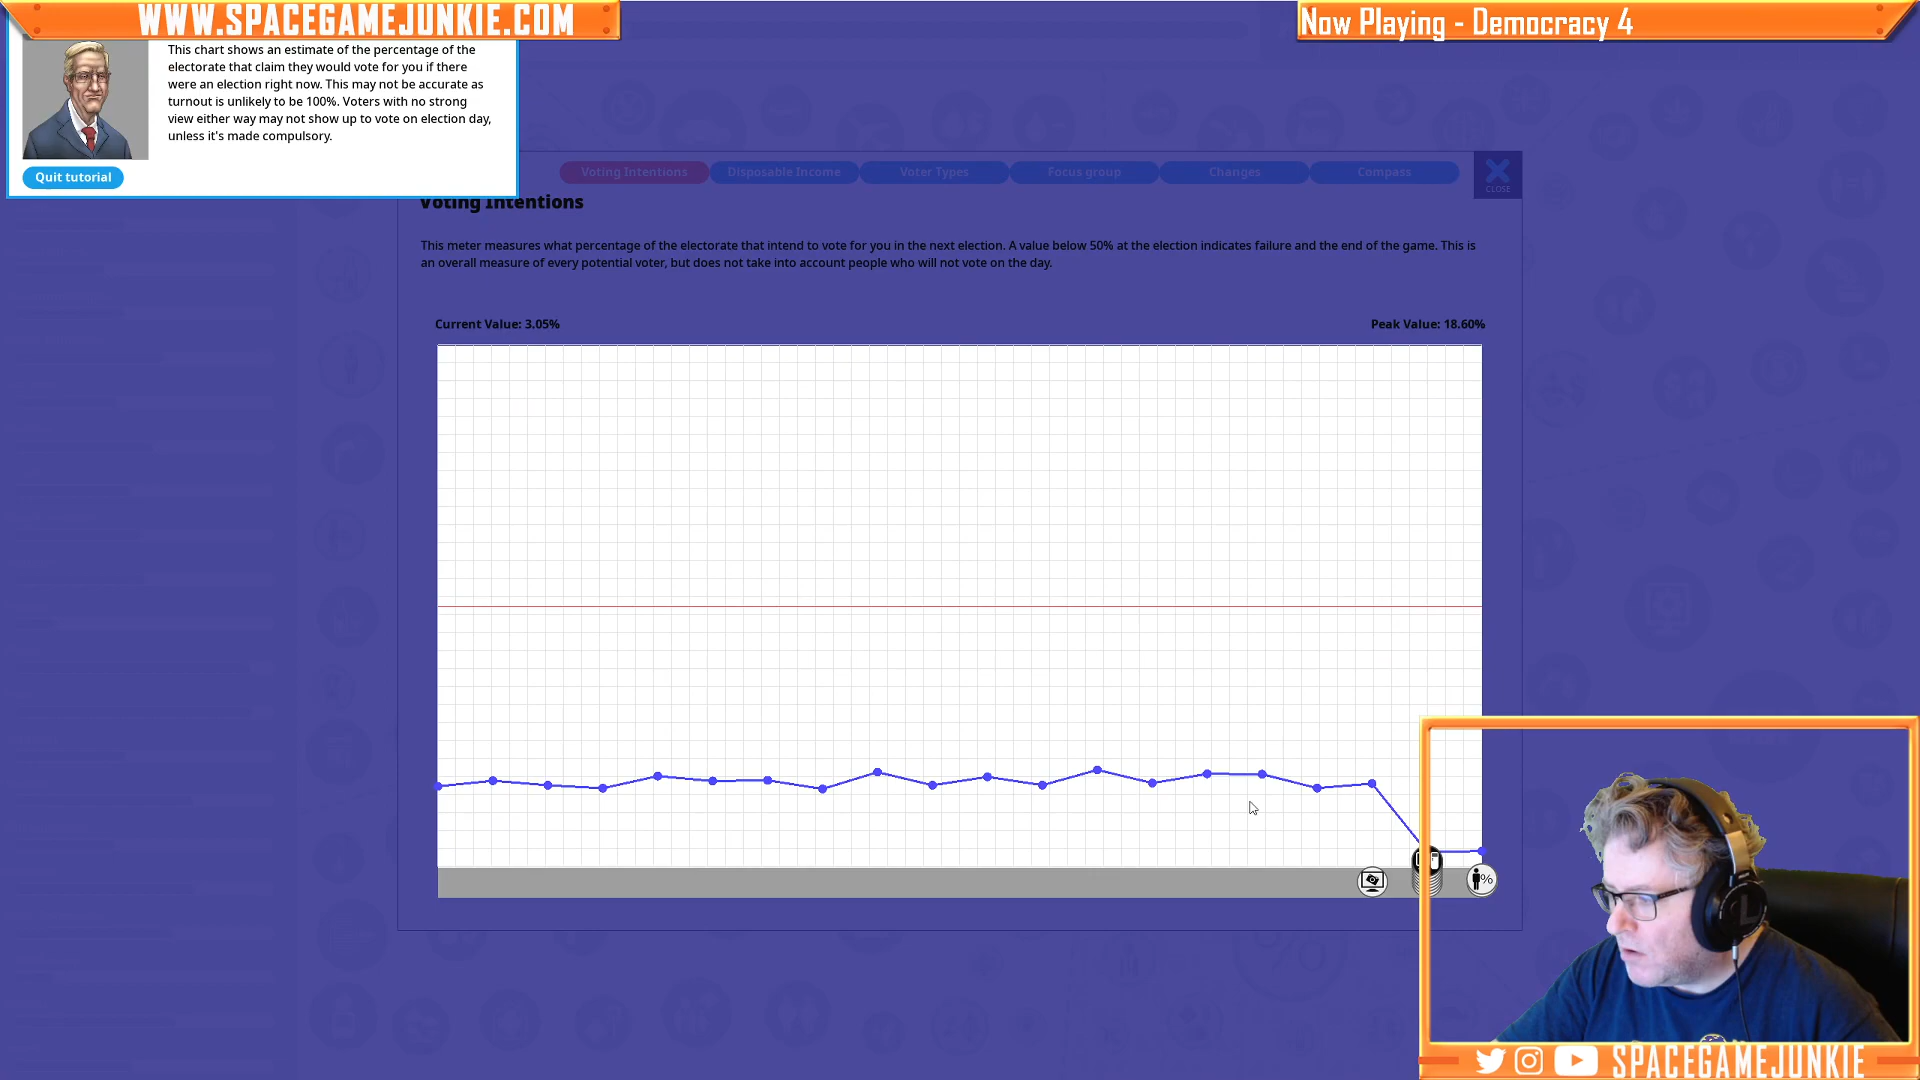 WWW.SPACEGAMEJUNKIE.COM
Now Playing - Democracy 4
This chart shows an estimate of the percentage of the
electorate that claim they would vote for you if there
were an election right now. This may not be accurate as
turnout is unlikely to be 100%. Voters with no strong
view either way may not show up to vote on election day,
unless it's made compulsory.
Quit tutorial
Voting Intentions
Disposable Income
Voter Types
Focus group
Changes
Compass
CLOSE
Voting Intentions
This meter measures what percentage of the electorate that intend to vote for you in the next election. A value below 50% at the election indicates failure and the end of the game. This is
an overall measure of every potential voter, but does not take into account people who will not vote on the day.
Current Value: 3.05%
Peak Value: 18.60%
%
SPACEGAMEJUNKIE